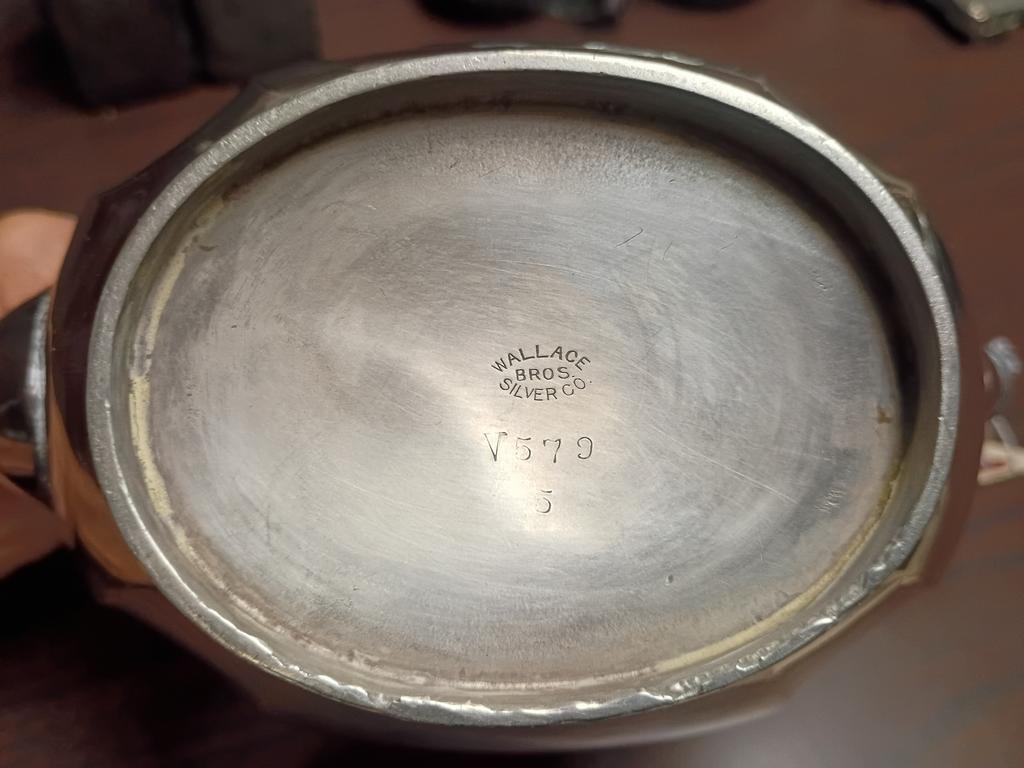 WALLACE
BROS.
SILVER CO.
V579
5